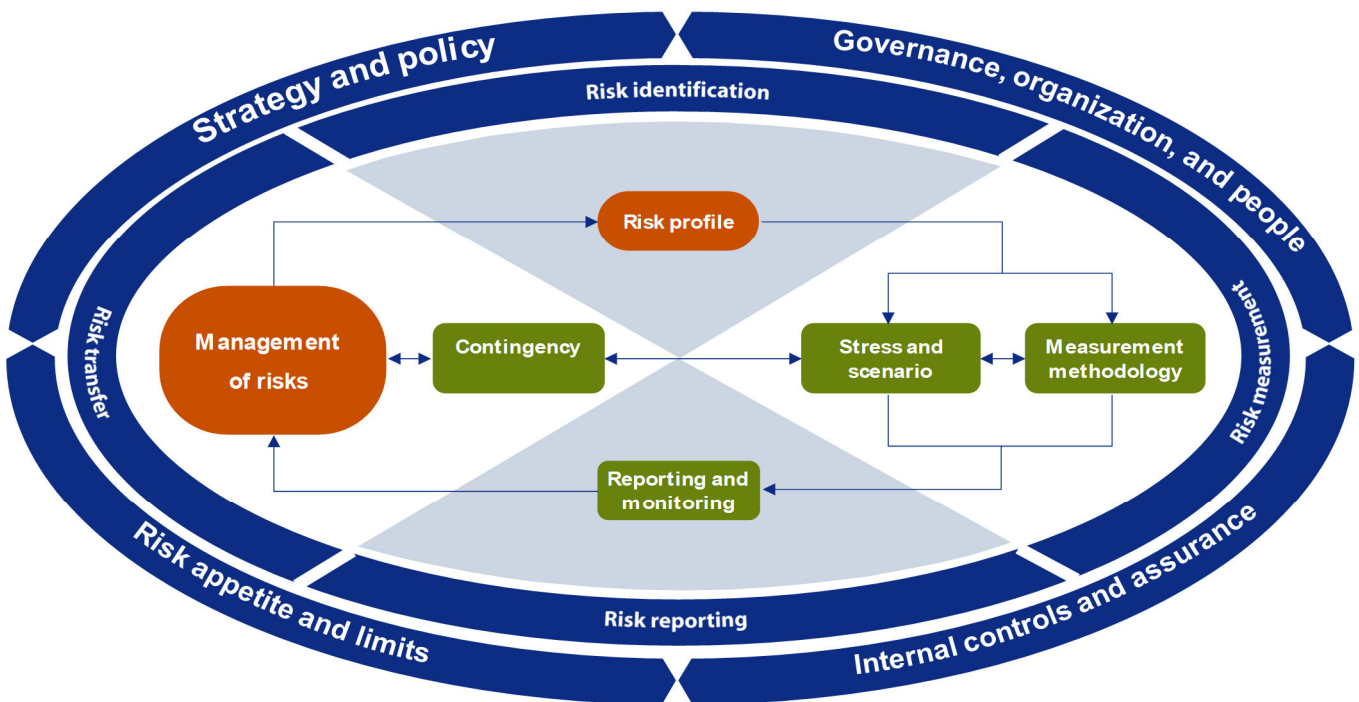 Strategy and policy
Governance, organization, and people
Risk identification
Risk profile
Risk transfer
Risk measurement
Management
of risks
Contingency
Stress and
scenario
Measurement
methodology
Reporting and
monitoring
Risk reporting
Risk appetite and limits
Internal controls and assurance